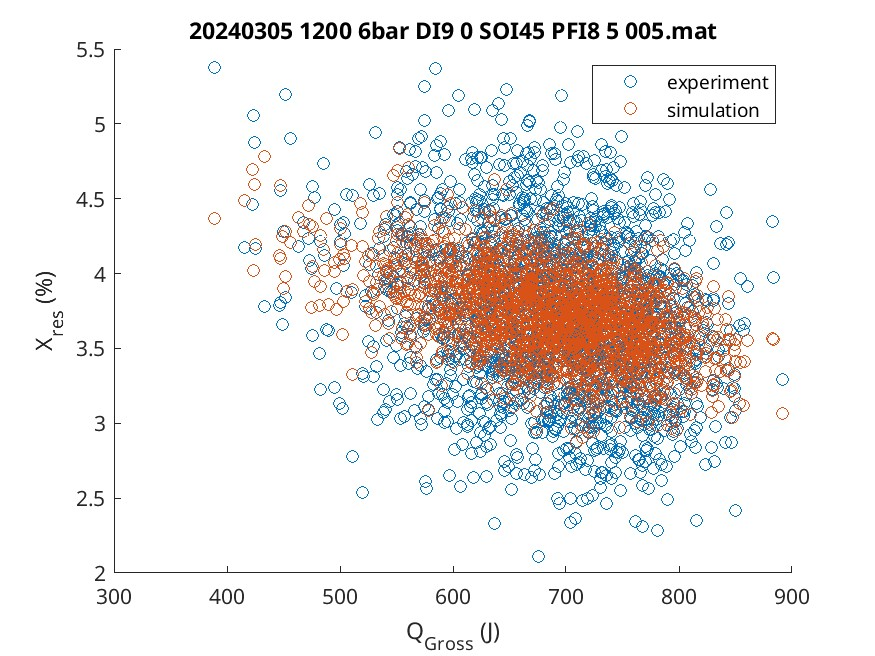 20240305 1200 6bar DI9 0 SOI45 PFI8 5 005.mat
5.5
experiment
simulation
5
4.5
4
X_res (%)
3.5
3
2.5
2
300 400 500 600 700 800 900
Q_Gross (J)